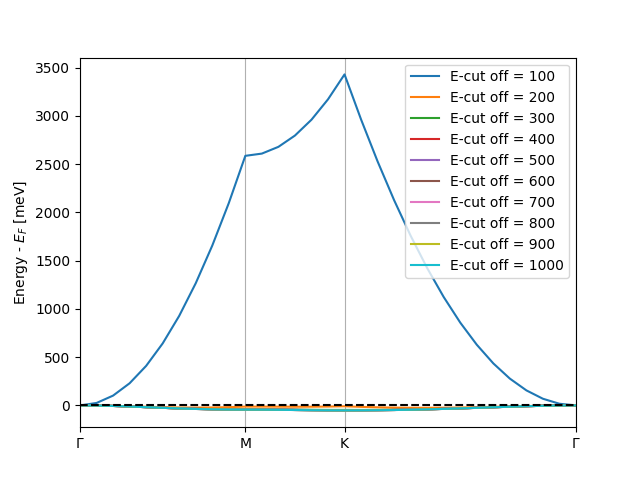 3500
3000
2500
2000
1500
1000
500
0
Energy - E_F [meV]
Γ
M
K
Γ
E-cut off = 100
E-cut off = 200
E-cut off = 300
E-cut off = 400
E-cut off = 500
E-cut off = 600
E-cut off = 700
E-cut off = 800
E-cut off = 900
E-cut off = 1000